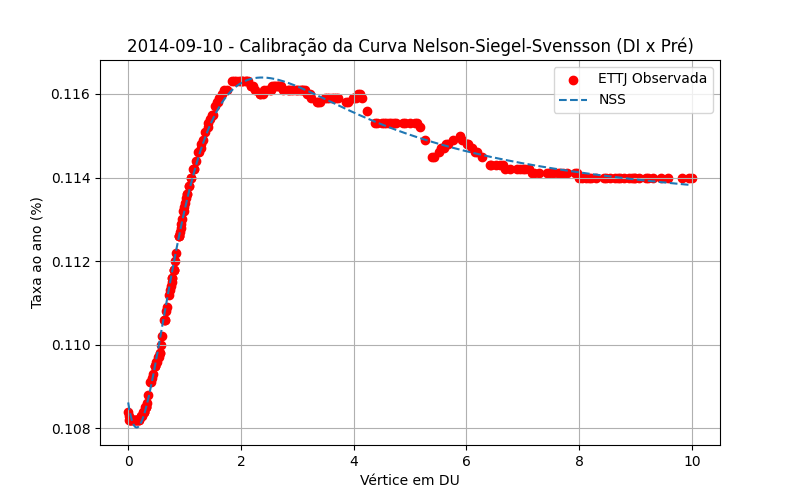 2014-09-10 - Calibração da Curva Nelson-Siegel-Svensson (DI x Pré)
ETTJ Observada
NSS
0.116
0.114
0.112
0.110
0.108
Taxa ao ano (%)
0 2 4 6 8 10
Vértice em DU